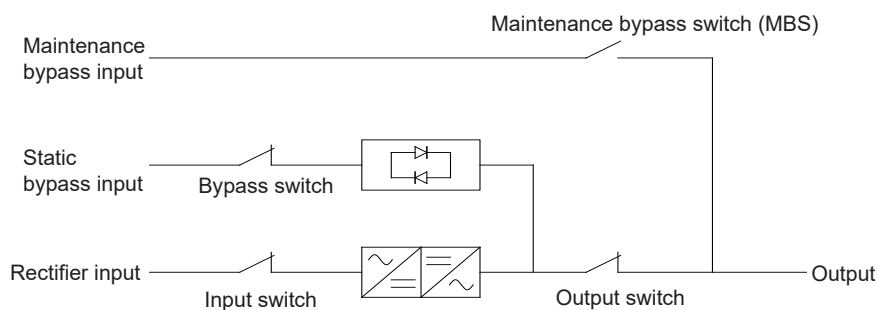 Maintenance bypass switch (MBS)
Maintenance
bypass input
Static
bypass input
Bypass switch
Rectifier input
Output
Input switch
Output switch